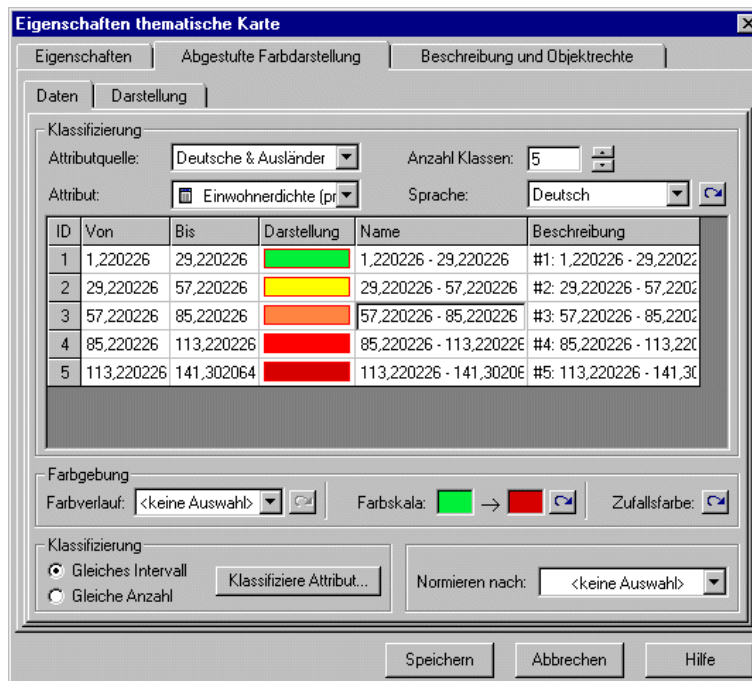 Eigenschaften thematische Karte
Eigenschaften Abgestufte Farbdarstellung Beschreibung und Objektrechte
Daten Darstellung
Klassifizierung
Attributquelle: Deutsche & Ausländer Anzahl Klassen: 5
Attribut: Einwohnerdichte (pr Sprache: Deutsch
ID Von Bis Darstellung Name Beschreibung
1 1,220226 29,220226 1,220226 - 29,220226 #1: 1,220226 - 29,22022
2 29,220226 57,220226 29,220226 - 57,220226 #2: 29,220226 - 57,2202
3 57,220226 85,220226 57,220226 - 85,220226 #3: 57,220226 - 85,2202
4 85,220226 113,220226 85,220226 - 113,220226 #4: 85,220226 - 113,220
5 113,220226 141,302064 113,220226 - 141,30206 #5: 113,220226 - 141,30
Farbgebung
Farbverlauf: <keine Auswahl> Farbskala: → Zufallsfarbe:
Klassifizierung
Gleiches Intervall
Gleiche Anzahl
Klassifiziere Attribut...
Normieren nach: <keine Auswahl>
Speichern Abbrechen Hilfe